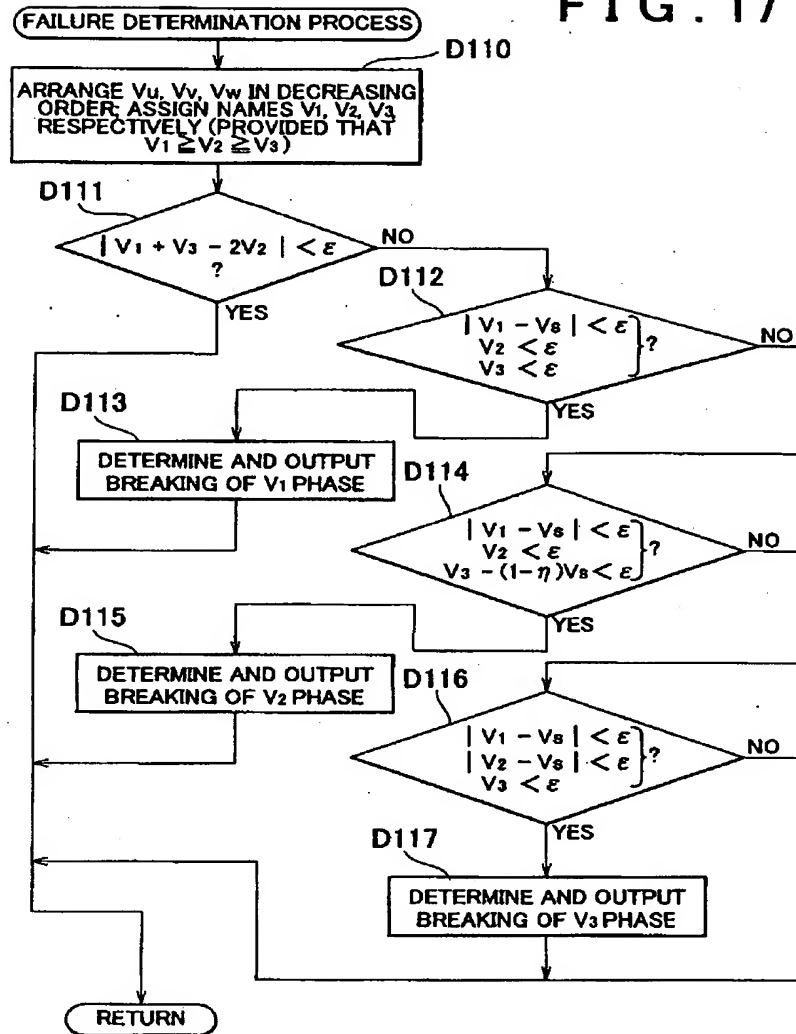 FIG. 17
FAILURE DETERMINATION PROCESS
D110
ARRANGE Vu, Vv, Vw IN DECREASING
ORDER; ASSIGN NAMES V1, V2, V3
RESPECTIVELY (PROVIDED THAT
V1 ≧ V2 ≧ V3)
D111
| V1 + V3 − 2V2 | < ε
?
NO
YES
D112
| V1 − Vs | < ε
V2 < ε
V3 < ε
?
NO
YES
D113
DETERMINE AND OUTPUT
BREAKING OF V1 PHASE
D114
| V1 − Vs | < ε
V2 < ε
V3 − (1−η)Vs < ε
?
NO
YES
D115
DETERMINE AND OUTPUT
BREAKING OF V2 PHASE
D116
| V1 − Vs | < ε
| V2 − Vs | < ε
V3 < ε
?
NO
YES
D117
DETERMINE AND OUTPUT
BREAKING OF V3 PHASE
RETURN